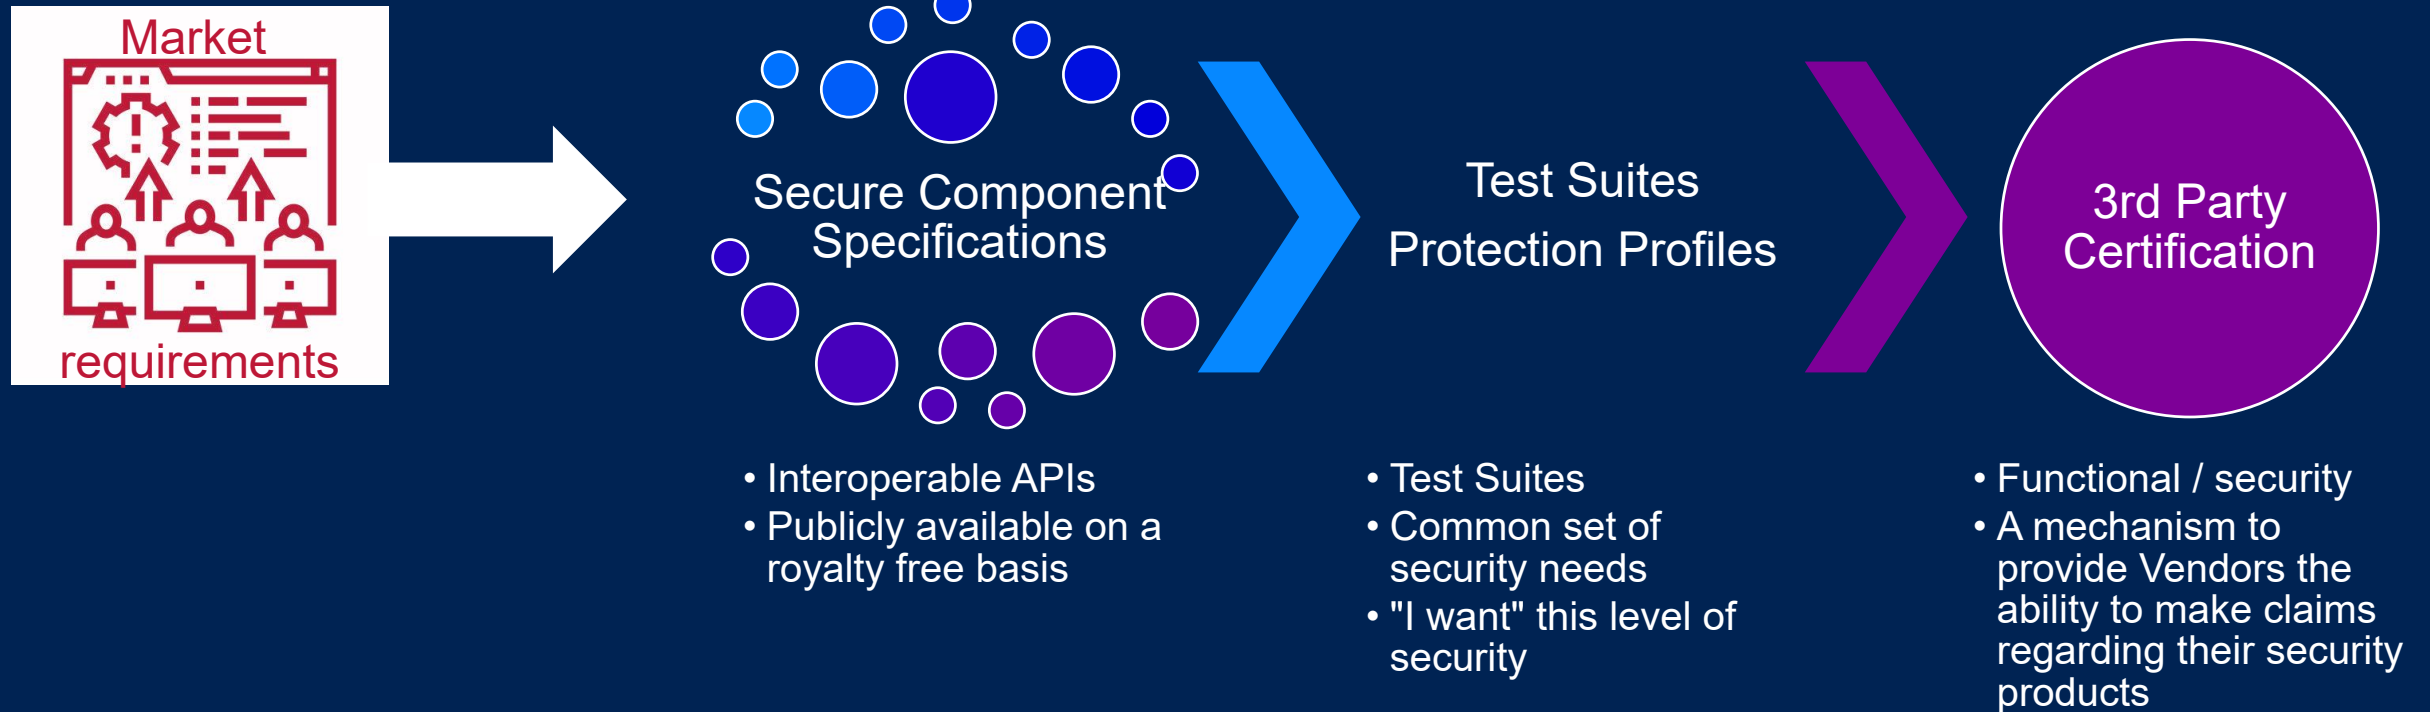 Market
requirements
Secure Component
Specifications
• Interoperable APIs
• Publicly available on a
royalty free basis
Test Suites
Protection Profiles
• Test Suites
• Common set of
security needs
• "I want" this level of
security
3rd Party
Certification
• Functional / security
• A mechanism to
provide Vendors the
ability to make claims
regarding their security
products